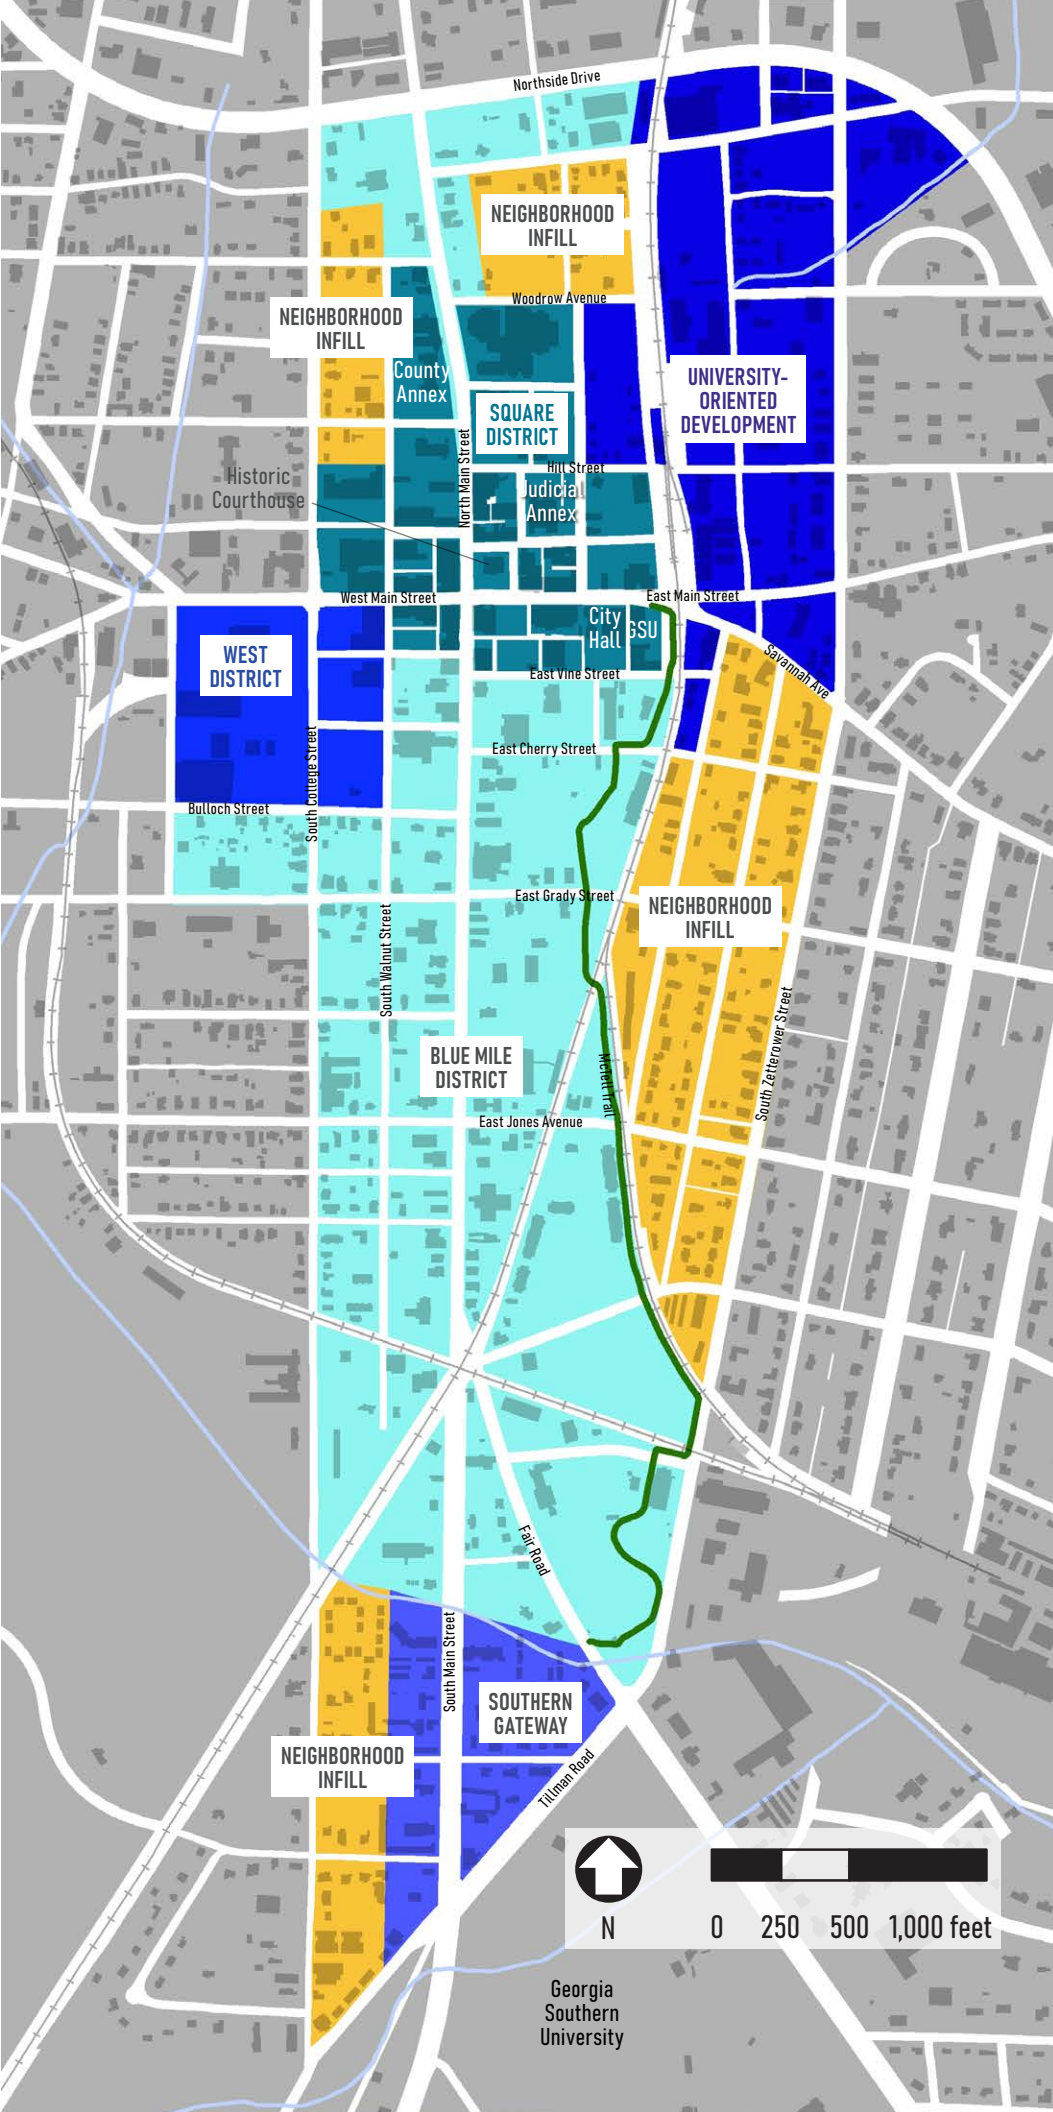 Northside Drive
NEIGHBORHOOD
INFILL
Woodrow Avenue
NEIGHBORHOOD
INFILL
County
Annex
UNIVERSITY-
ORIENTED
DEVELOPMENT
SQUARE
DISTRICT
North Main Street
Hill Street
Historic
Courthouse
Judicial
Annex
West Main Street
East Main Street
City
Hall
GSU
WEST
DISTRICT
Savannah Ave
East Vine Street
East Cherry Street
South College Street
Bulloch Street
East Grady Street
NEIGHBORHOOD
INFILL
South Walnut Street
South Zetterower Street
BLUE MILE
DISTRICT
McTell Trail
East Jones Avenue
Fair Road
South Main Street
SOUTHERN
GATEWAY
NEIGHBORHOOD
INFILL
Tillman Road
N
0 250 500 1,000 feet
Georgia
Southern
University